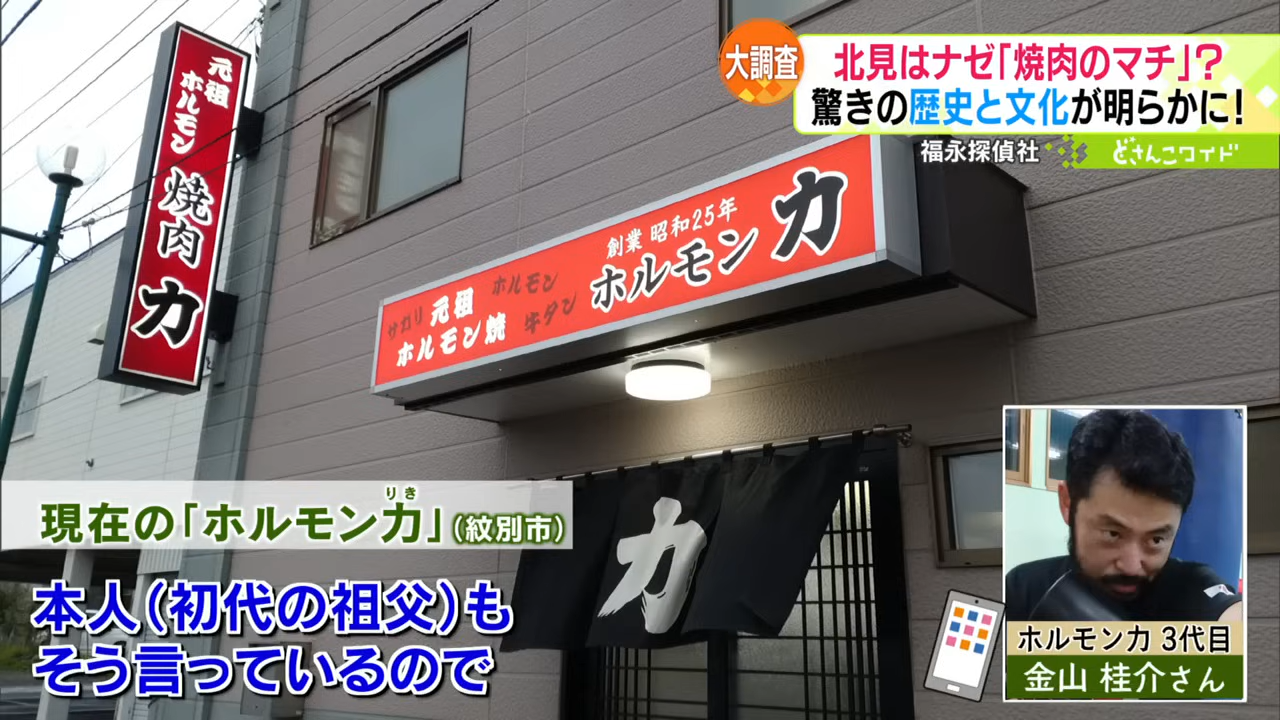 大調査
北見はナゼ「焼肉のマチ」?
驚きの歴史と文化が明らかに!
福永探偵社
どさんこワイド
元祖
ホルモン
焼肉
力
創業 昭和25年
サガリ 元祖 ホルモン
ホルモン焼 牛タン
ホルモン力
力
現在の「ホルモン力」(紋別市)
りき
本人(初代の祖父)も
そう言っているので
ホルモン力 3代目
金山 桂介さん